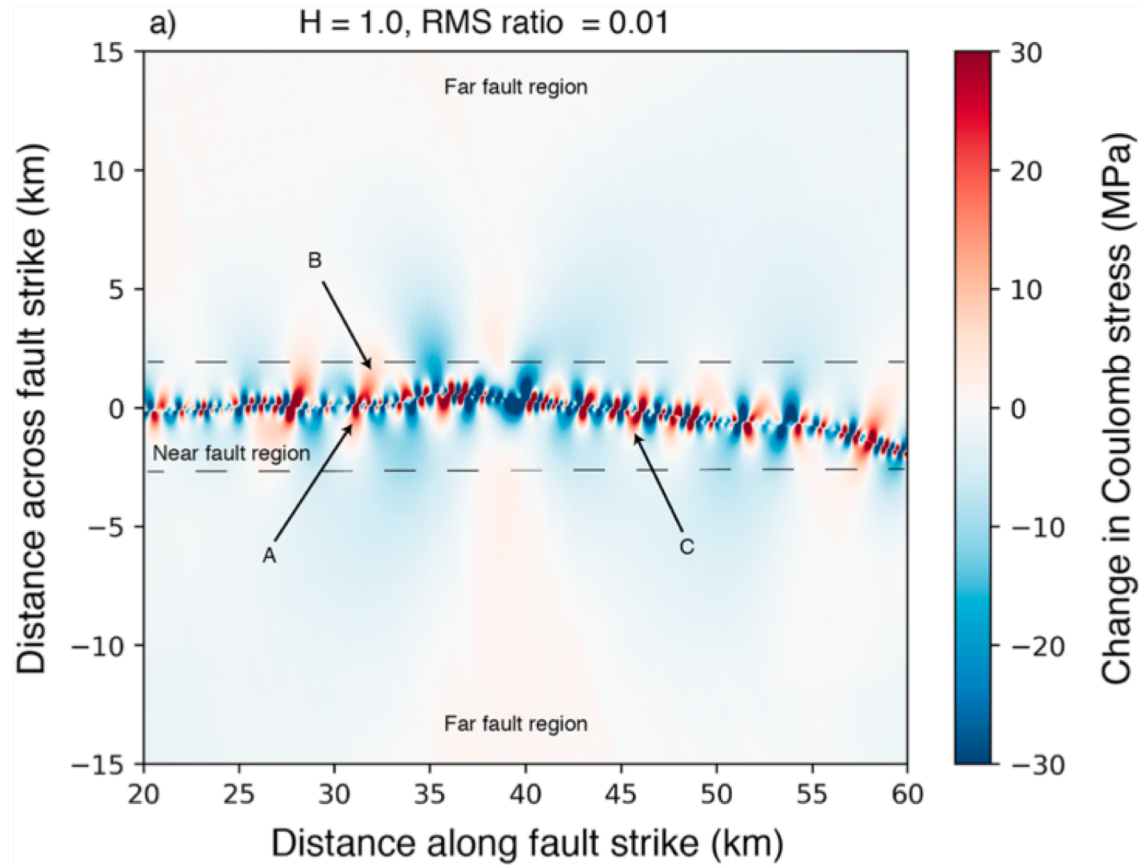 a)
H = 1.0, RMS ratio = 0.01
15
10
5
0
−5
−10
−15
Distance across fault strike (km)
Far fault region
B
Near fault region
A
C
Far fault region
20
25
30
35
40
45
50
55
60
Distance along fault strike (km)
30
20
10
0
−10
−20
−30
Change in Coulomb stress (MPa)